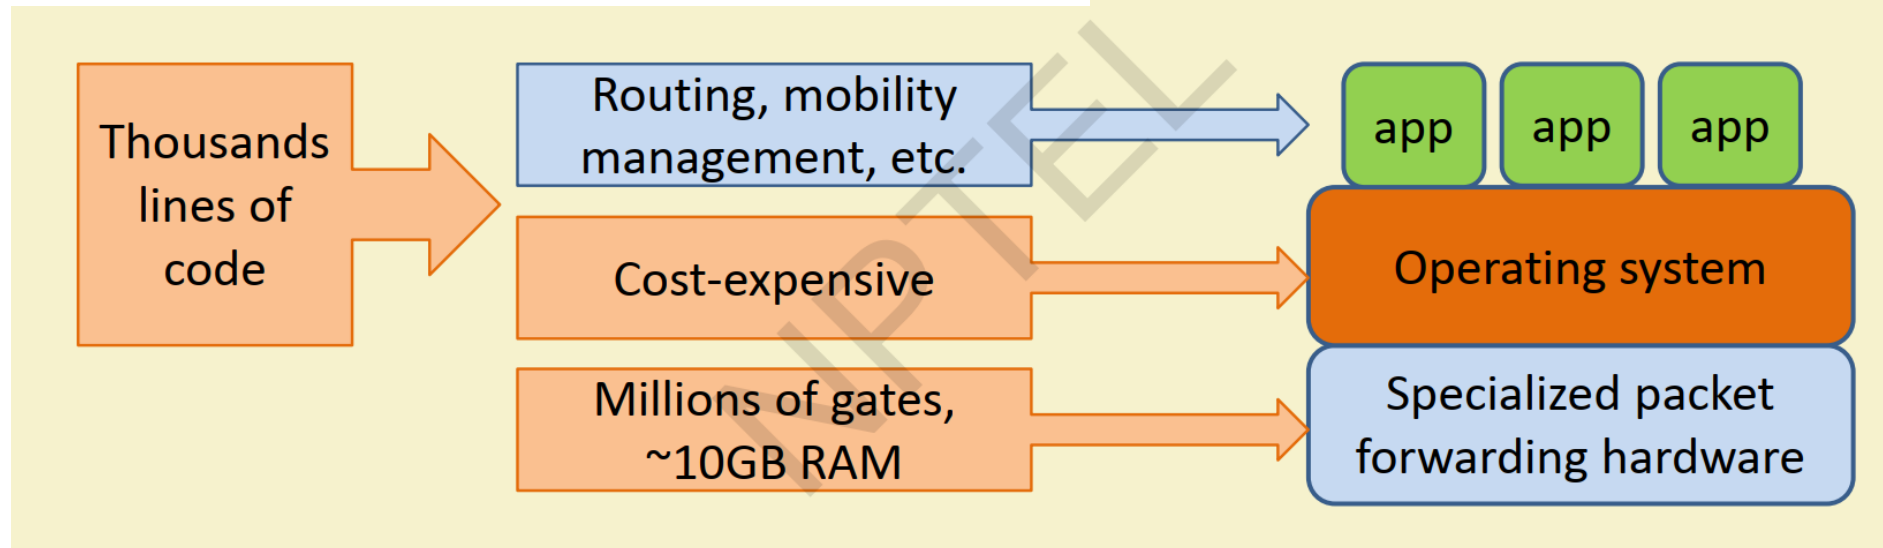 Thousands
lines of
code
Routing, mobility
management, etc.
Cost-expensive
Millions of gates,
~10GB RAM
app
app
app
Operating system
Specialized packet
forwarding hardware
NPTEL